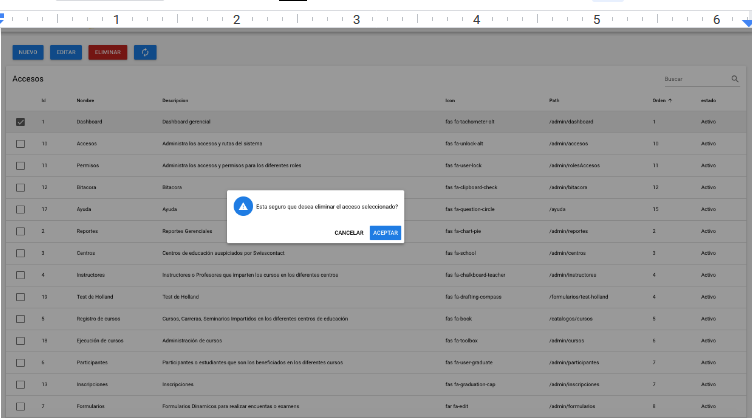 1 2 3 4 5 6
NUEVO EDITAR ELIMINAR
Accesos Buscar
Id Nombre Descripcion Icon Path Orden ↑ estado
1 Dashboard Dashboard gerencial fas fa-tachometer-alt /admin/dashboard 1 Activo
10 Accesos Administra los accesos y rutas del sistema fas fa-unlock-alt /admin/accesos 10 Activo
11 Permisos Administra los accesos y permisos para los diferentes roles fas fa-user-lock /admin/rolesAccesos 11 Activo
12 Bitacora Bitacora fas fa-clipboard-check /admin/bitacora 12 Activo
Esta seguro que desea eliminar el acceso seleccionado?
Ayuda Ayuda fas fa-question-circle /ayuda 15 Activo
2 Reportes Reportes Gerenciales fas fa-chart-pie /admin/reportes 2 Activo
CANCELAR ACEPTAR
3 Centros Centros de educación auspiciados por Swisscontact fas fa-school /admin/centros 3 Activo
4 Instructores Instructores o Profesores que imparten los cursos en los diferentes centros fas fa-chalkboard-teacher /admin/instructores 4 Activo
Test de Holland Test de Holland fas fa-drafting-compass /formularios/test-holland 4 Activo
5 Registro de cursos Cursos, Carreras, Seminarios impartidos en los diferentes centros de educación fas fa-book /catalogos/cursos 5 Activo
Ejecución de cursos Administración de cursos fas fa-toolbox /admin/cursos 6 Activo
6 Participantes Participantes o estudiantes que son los beneficiados en los diferentes cursos fas fa-user-graduate /admin/participantes 7 Activo
Inscripciones Inscripciones fas fa-graduation-cap /admin/inscripciones 7 Activo
7 Formularios Formularios Dinamicos para realizar encuestas o examens far fa-edit /admin/formularios 8 Activo